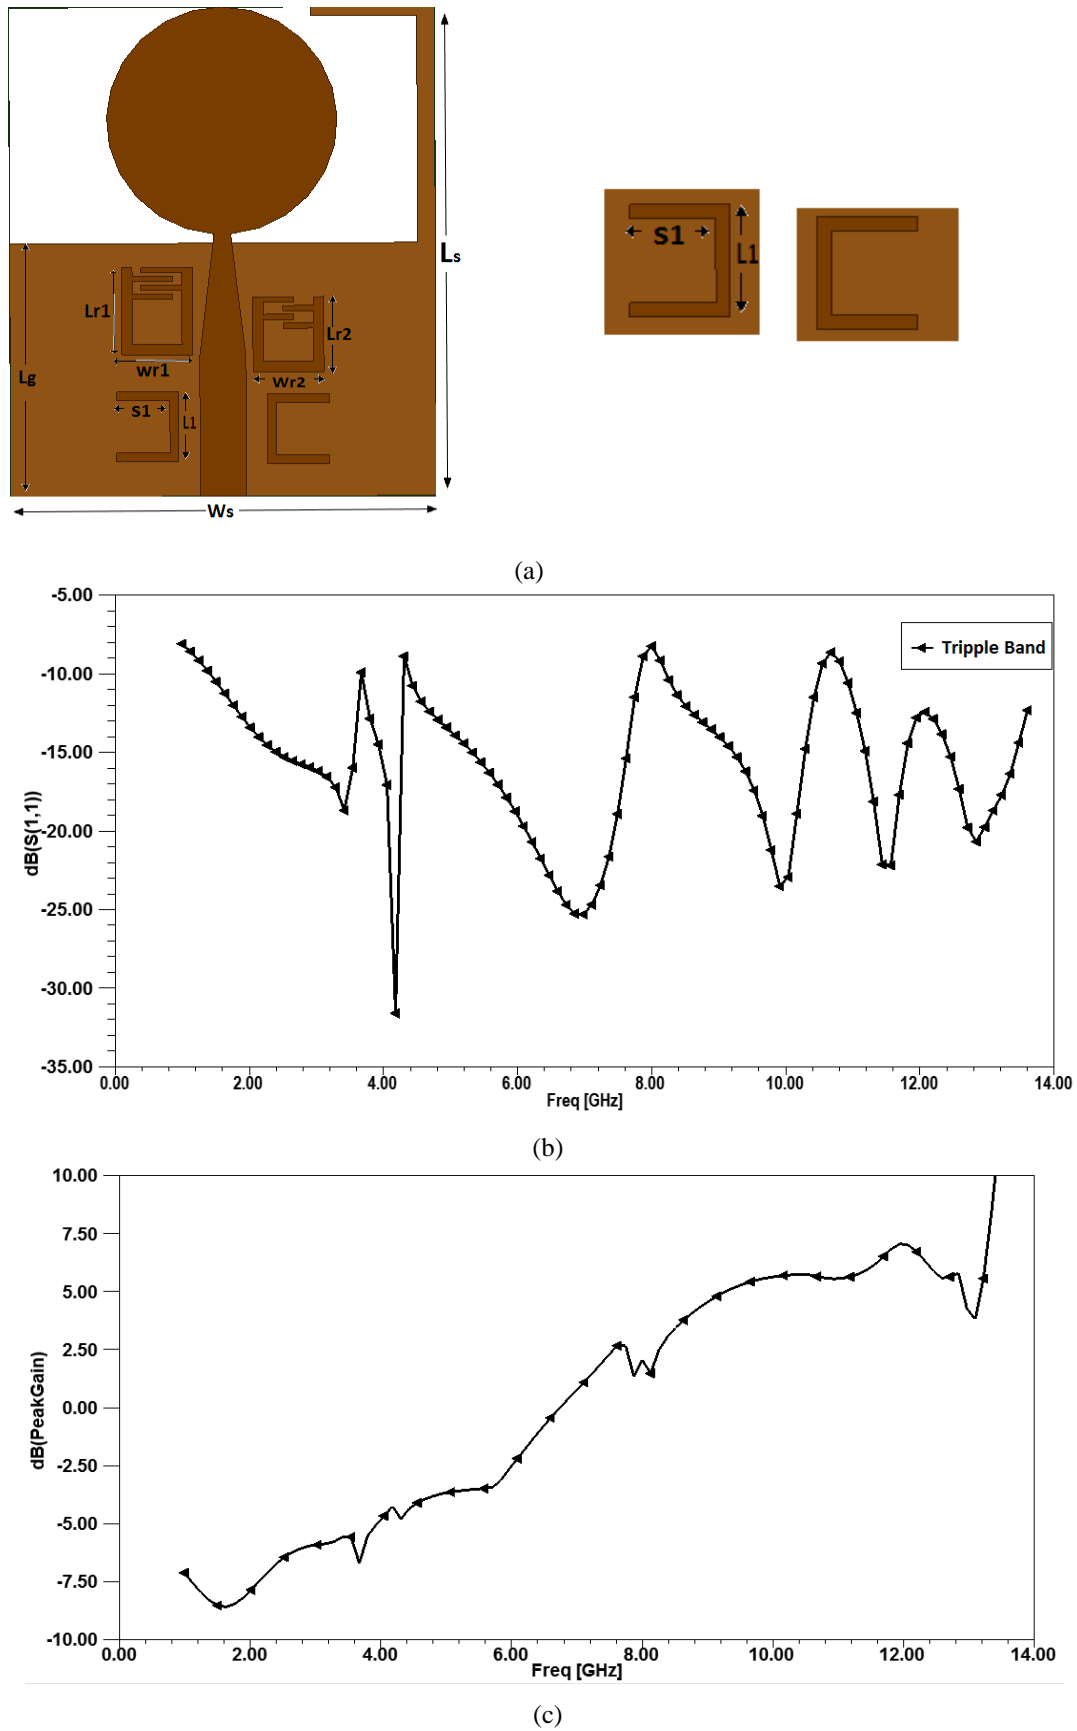 Ls
S1
L1
Lr1
Lr2
wr1
Wr2
Lg
S1
L1
Ws
(a)
-5.00
Tripple Band
-10.00
-15.00
-20.00
-25.00
-30.00
-35.00
dB(S(1,1))
0.00 2.00 4.00 6.00 8.00 10.00 12.00 14.00
Freq [GHz]
(b)
10.00
7.50
5.00
2.50
0.00
-2.50
-5.00
-7.50
-10.00
dB(PeakGain)
0.00 2.00 4.00 6.00 8.00 10.00 12.00 14.00
Freq [GHz]
(c)